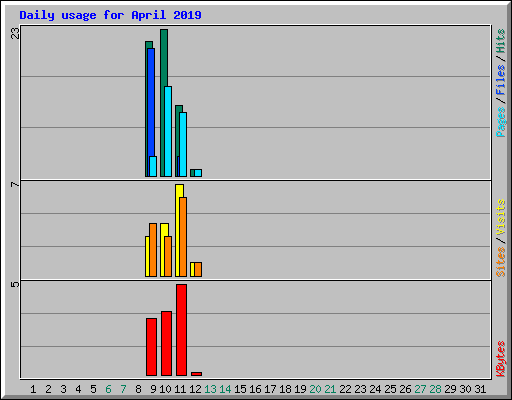 Daily usage for April 2019
23
7
5
Pages / Files / Hits
Sites / Visits
KBytes
1 2 3 4 5 6 7 8 9 10 11 12 13 14 15 16 17 18 19 20 21 22 23 24 25 26 27 28 29 30 31